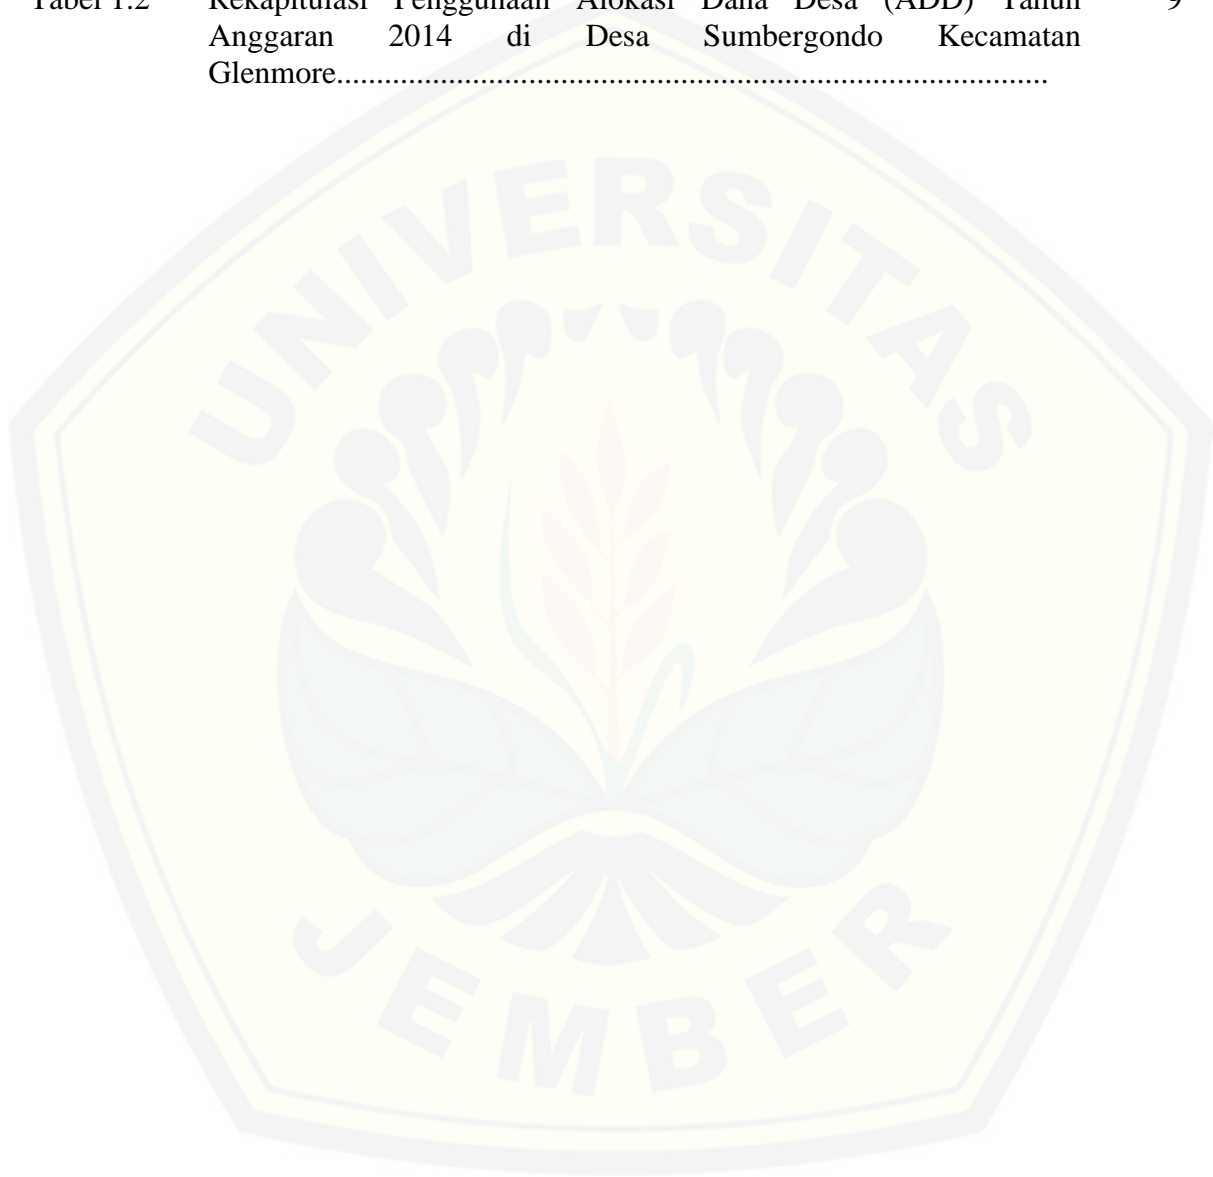 Tabel 1.2 Rekapitulasi Penggunaan Alokasi Dana Desa (ADD) Tahun 9
Anggaran 2014 di Desa Sumbergondo Kecamatan
Glenmore..............................................................................
UNIVERSITAS
JEMBER